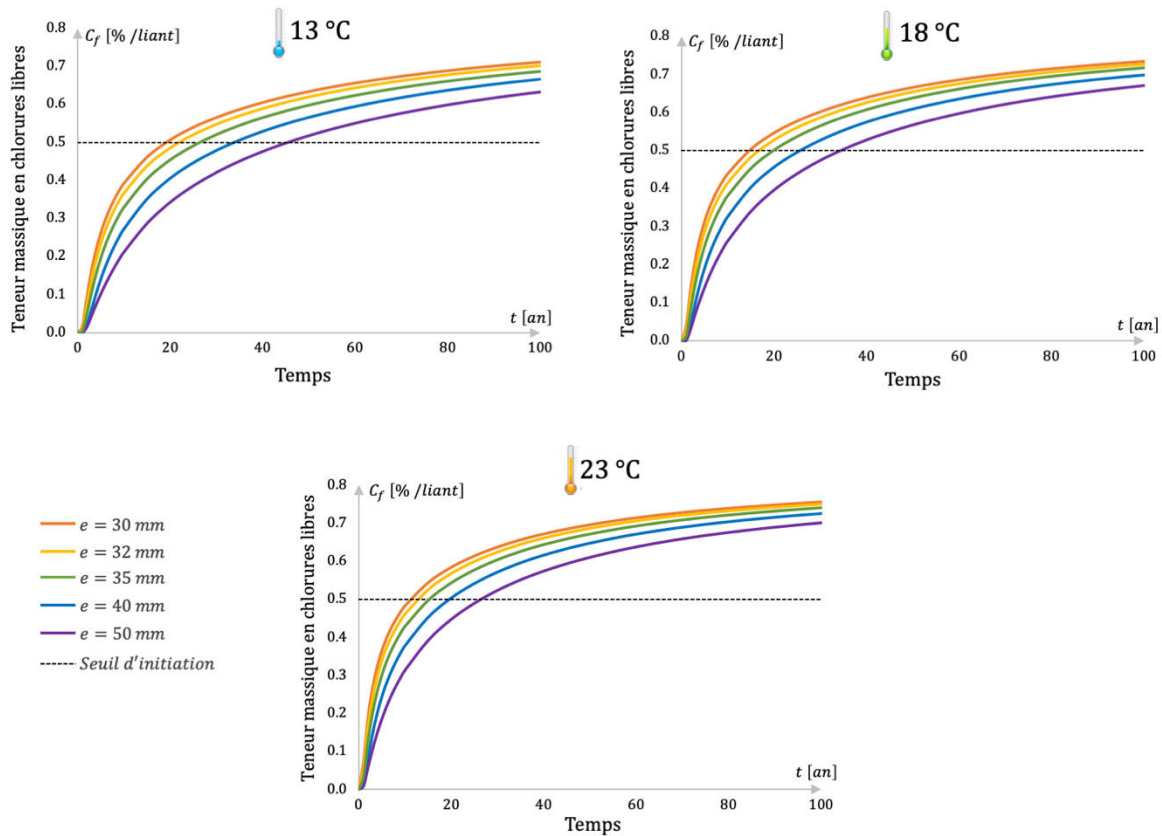 13 °C
C_f [% /liant]
Teneur massique en chlorures libres
0.8
0.7
0.6
0.5
0.4
0.3
0.2
0.1
0.0
0 20 40 60 80 100
t [an]
Temps
18 °C
C_f [% /liant]
Teneur massique en chlorures libres
0.8
0.7
0.6
0.5
0.4
0.3
0.2
0.1
0.0
0 20 40 60 80 100
t [an]
Temps
e = 30 mm
e = 32 mm
e = 35 mm
e = 40 mm
e = 50 mm
Seuil d'initiation
23 °C
C_f [% /liant]
Teneur massique en chlorures libres
0.8
0.7
0.6
0.5
0.4
0.3
0.2
0.1
0.0
0 20 40 60 80 100
t [an]
Temps